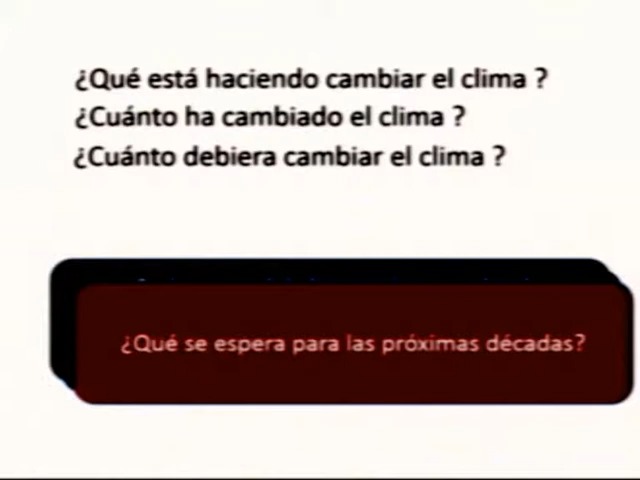 ¿Qué está haciendo cambiar el clima ?
¿Cuánto ha cambiado el clima ?
¿Cuánto debiera cambiar el clima ?
¿Qué se espera para las próximas décadas?